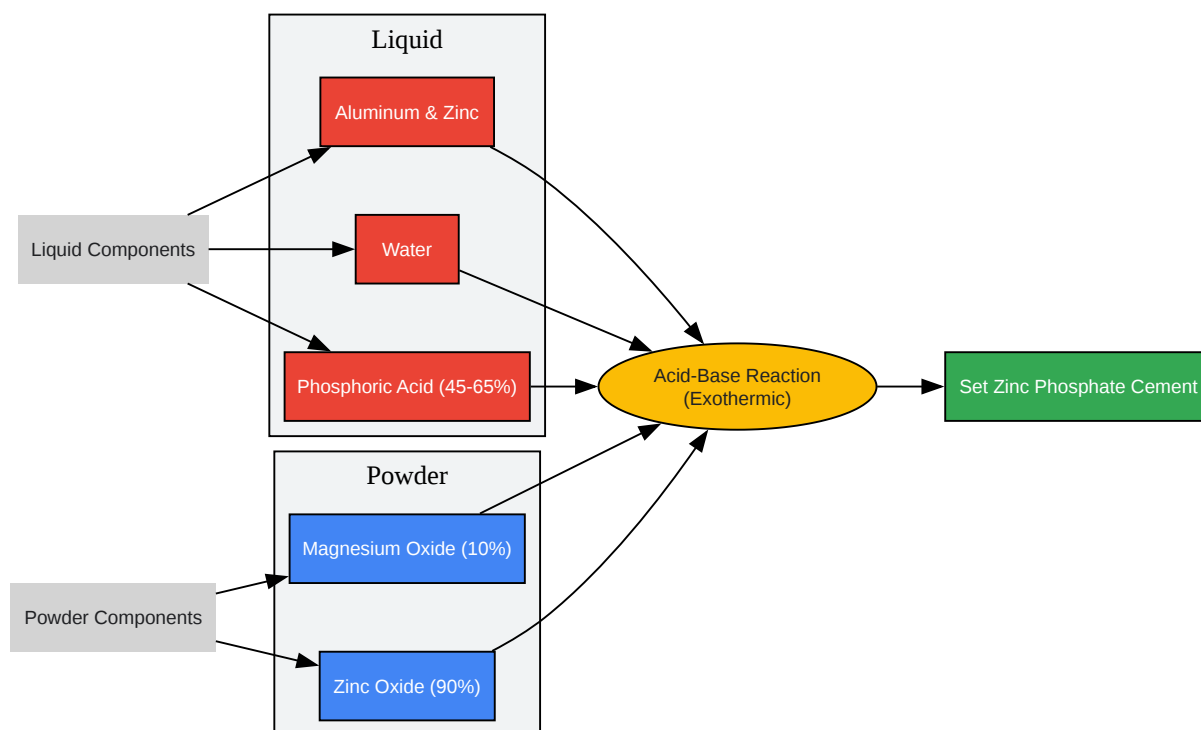 Liquid
Aluminum & Zinc
Liquid Components
Water
Phosphoric Acid (45-65%)
Acid-Base Reaction
(Exothermic)
Set Zinc Phosphate Cement
Powder
Magnesium Oxide (10%)
Powder Components
Zinc Oxide (90%)